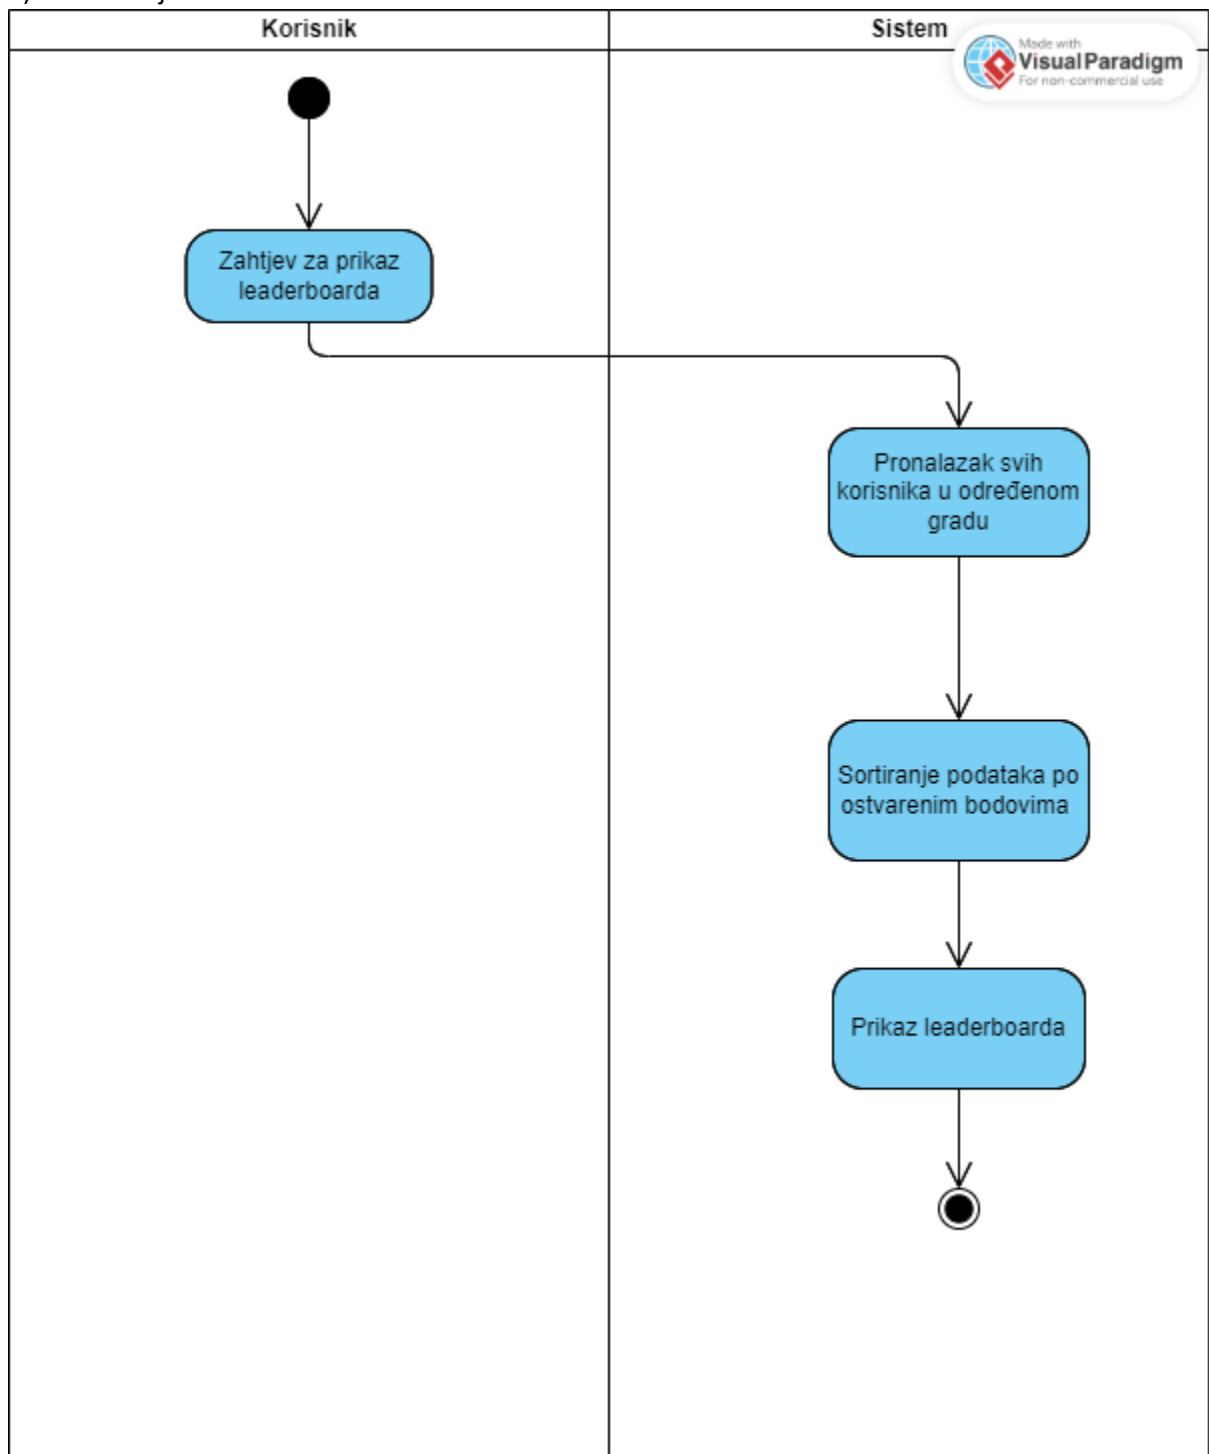 Korisnik
Sistem
Made with
Visual Paradigm
For non-commercial use
Zahtjev za prikaz
leaderboarda
Pronalazak svih
korisnika u određenom
gradu
Sortiranje podataka po
ostvarenim bodovima
Prikaz leaderboarda